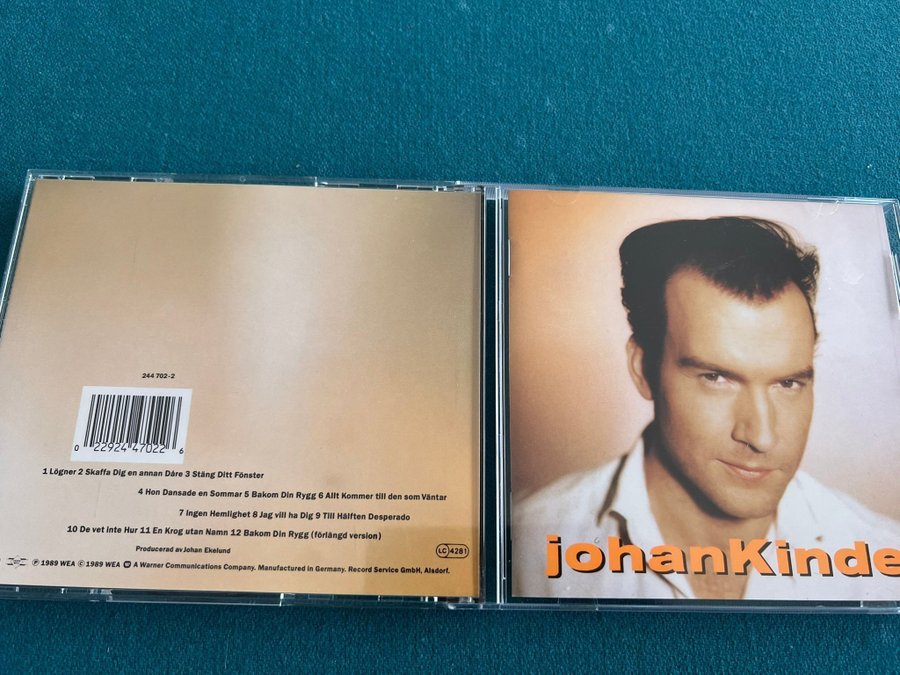 244 702-2
0 22924 47022 6
1 Lögner 2 Skaffa Dig en annan Dåre 3 Stäng Ditt Fönster
4 Hon Dansade en Sommar 5 Bakom Din Rygg 6 Allt Kommer till den som Väntar
7 Ingen Hemlighet 8 Jag vill ha Dig 9 Till Hälften Desperado
10 De vet inte Hur 11 En Krog utan Namn 12 Bakom Din Rygg (förlängd version)
Producerad av Johan Ekelund
LC 4281
℗ 1989 WEA © 1989 WEA A Warner Communications Company. Manufactured in Germany. Record Service GmbH, Alsdorf.
johanKinde